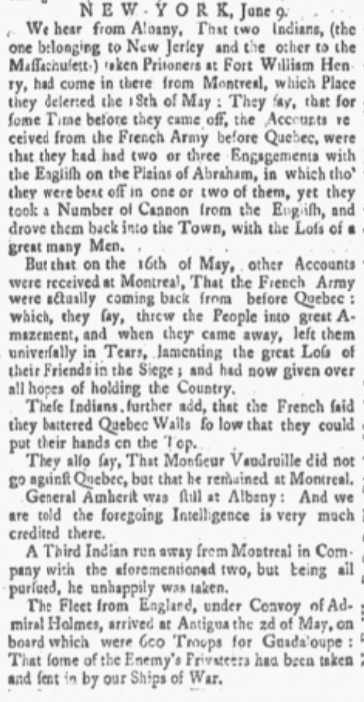 NEW-YORK, June 9.
We hear from Albany, That two Indians, (the
one belonging to New Jersey and the other to the
Massachusett:) taken Prisoners at Fort William Hen-
ry, had come in there from Montreal, which Place
they deserted the 18th of May: They say, that for
some Time before they came off, the Accounts re
ceived from the French Army before Quebec, were
that they had had two or three Engagements with
the English on the Plains of Abraham, in which tho'
they were beat off in one or two of them, yet they
took a Number of Cannon from the English, and
drove them back into the Town, with the Loss of a
great many Men.
But that on the 16th of May, other Accounts
were received at Montreal, That the French Army
were actually coming back from before Quebec:
which, they say, threw the People into great A-
mazement, and when they came away, left them
universally in Tears, lamenting the great Loss of
their Friends in the Siege; and had now given over
all hopes of holding the Country.
These Indians further add, that the French said
they battered Quebec Walls so low that they could
put their hands on the Top.
They also say, That Monsieur Vaudruille did not
go against Quebec, but that he remained at Montreal.
General Amherst was still at Albany: And we
are told the foregoing Intelligence is very much
credited there.
A Third Indian run away from Montreal in Com-
pany with the aforementioned two, but being all
pursued, he unhappily was taken.
The Fleet from England, under Convoy of Ad-
miral Holmes, arrived at Antigua the 2d of May, on
board which were 600 Troops for Guadaloupe:
That some of the Enemy's Privateers had been taken
and sent in by our Ships of War.